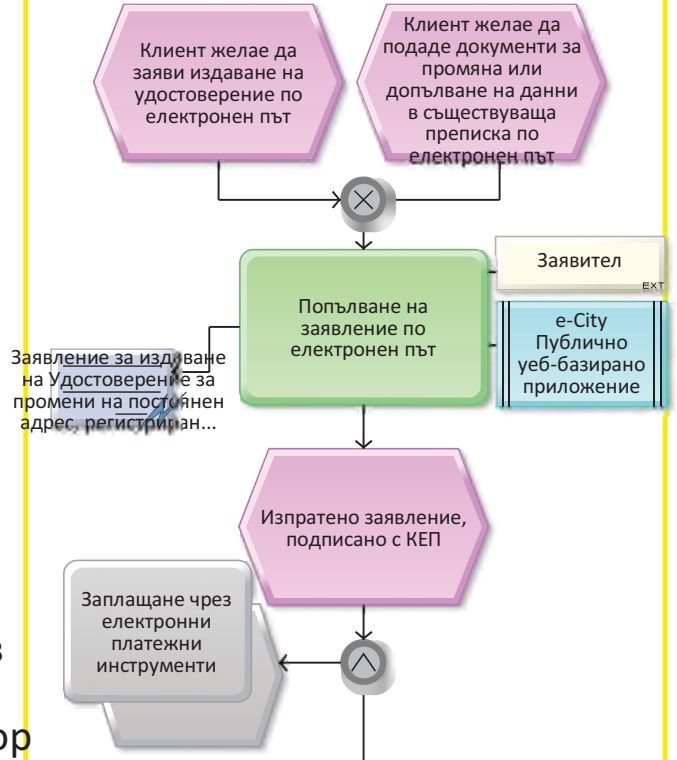 Клиент желае да
заяви издаване на
удостоверение по
електронен път
Клиент желае да
подаде документи за
промяна или
допълване на данни
в съществуваща
преписка по
електронен път
Попълване на
заявление по
електронен път
Заявител
EXT
e-City
Публично
уеб-базирано
приложение
Заявление за издаване
на Удостоверение за
промени на постоянен
адрес, регистриран...
Изпратено заявление,
подписано с КЕП
Заплащане чрез
електронни
платежни
инструменти
в
ор